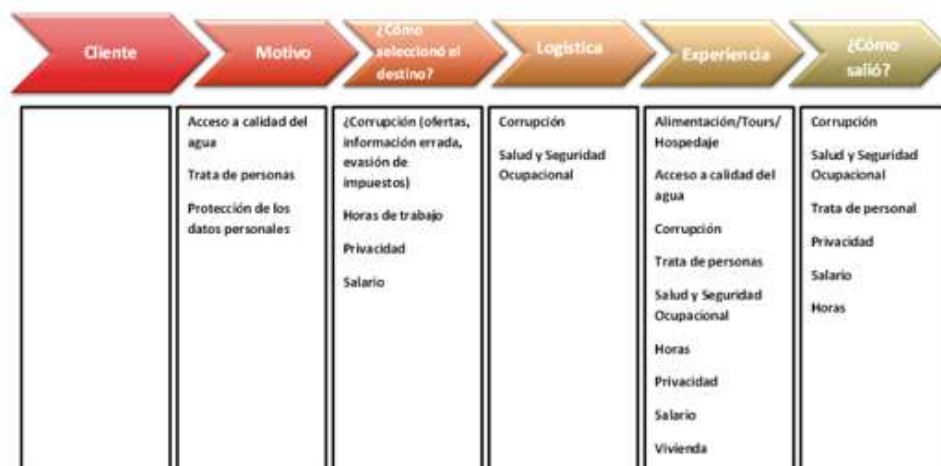 Cliente
Motivo
¿Cómo
seleccionó el
destino?
Logística
Experiencia
¿Cómo
salió?
Acceso a calidad del
agua
Trata de personas
Protección de los
datos personales
¿Corrupción (ofertas,
información errada,
evasión de
impuestos)
Horas de trabajo
Privacidad
Salario
Corrupción
Salud y Seguridad
Ocupacional
Alimentación/Tours/
Hospedaje
Acceso a calidad del
agua
Corrupción
Trata de personas
Salud y Seguridad
Ocupacional
Horas
Privacidad
Salario
Vivienda
Corrupción
Salud y Seguridad
Ocupacional
Trata de personal
Privacidad
Salario
Horas